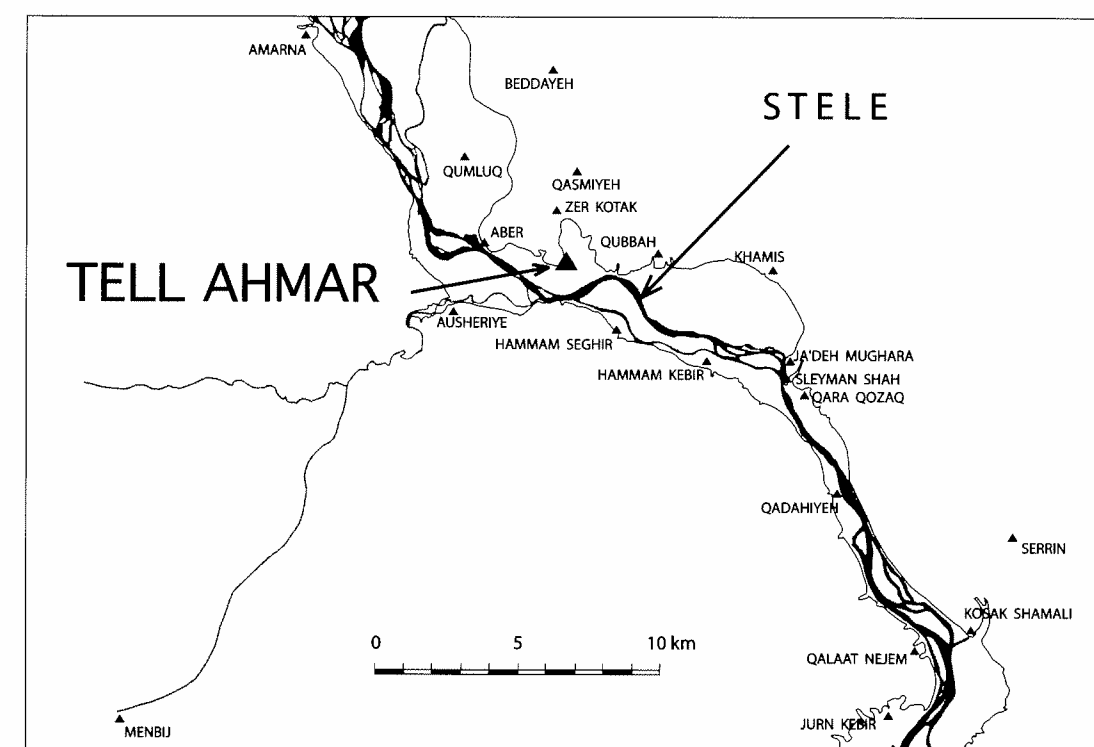 AMARNA
BEDDAYEH
STELE
QUMLUQ
QASMIYEH
ZER KOTAK
ABER
QUBBAH
KHAMIS
TELL AHMAR
AUSHERIYE
HAMMAM SEGHIR
JA'DEH MUGHARA
HAMMAM KEBIR
SLEYMAN SHAH
QARA QOZAQ
QADAHIYEH
SERRIN
KOSAK SHAMALI
0 5 10 km
QALAAT NEJEM
JURN KEBIR
MENBIJ